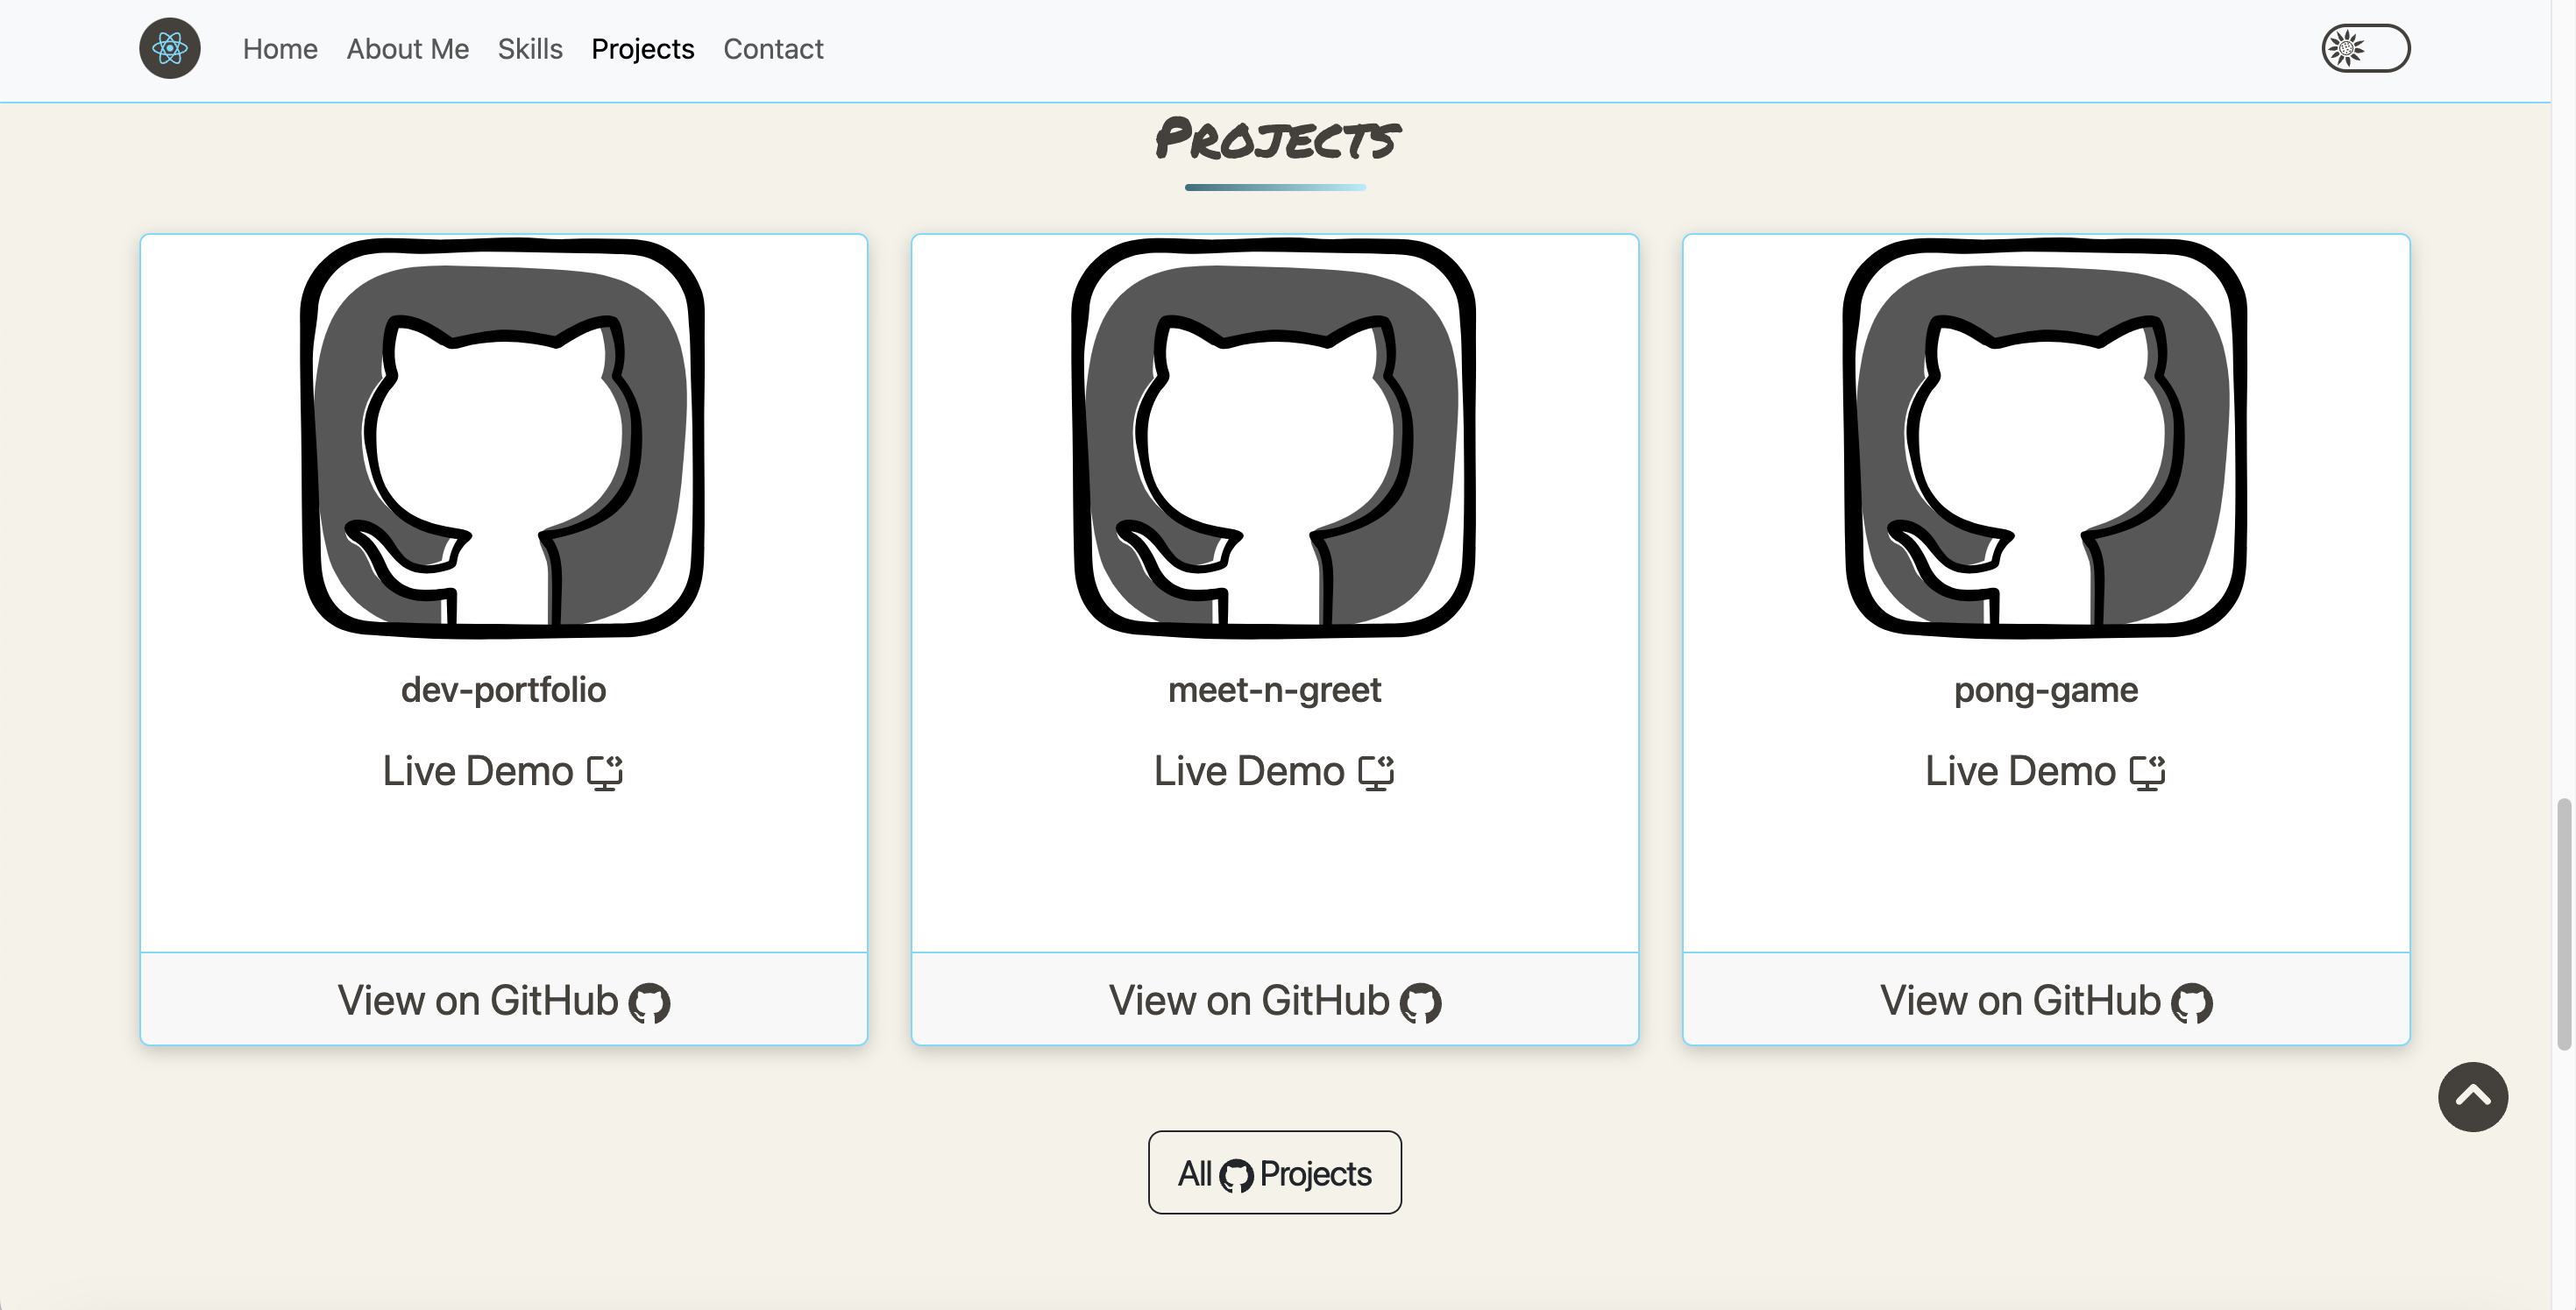 Home About Me Skills Projects Contact
Projects
dev-portfolio meet-n-greet pong-game
Live Demo Live Demo Live Demo
View on GitHub View on GitHub View on GitHub
All Projects